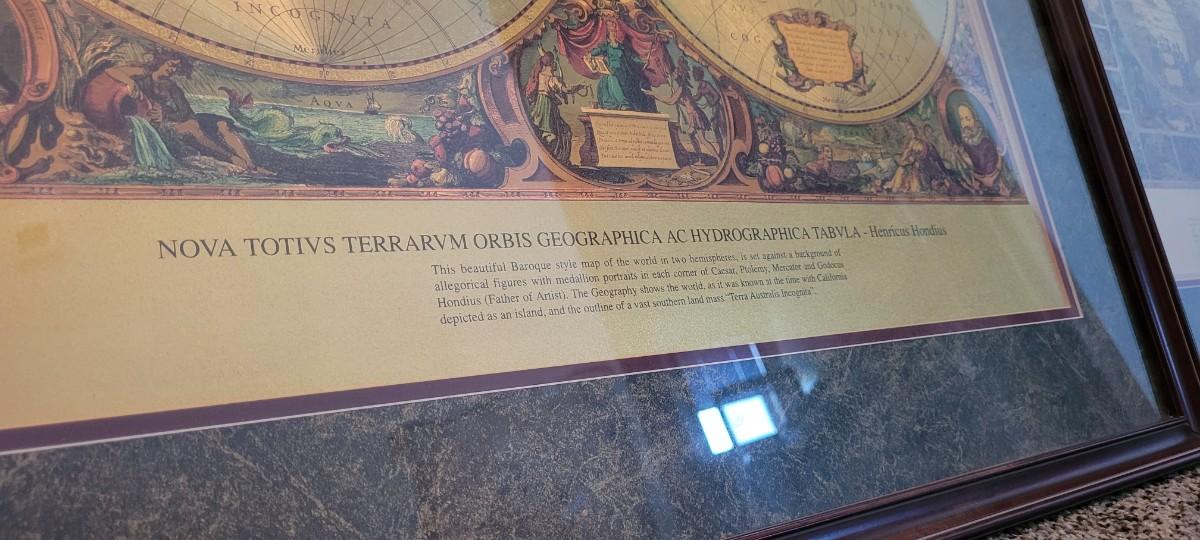 INCOGNITA
Meridies
AQVA
COG
NOVA TOTIVS TERRARVM ORBIS GEOGRAPHICA AC HYDROGRAPHICA TABVLA - Henricus Hondius
This beautiful Baroque style map of the world in two hemispheres, is set against a background of
allegorical figures with medallion portraits in each corner of Caesar, Ptolemy, Mercator and Godocus
Hondius (Father of Artist). The Geography shows the world, as it was known at the time with California
depicted as an island, and the outline of a vast southern land mass "Terra Australis Incognita".